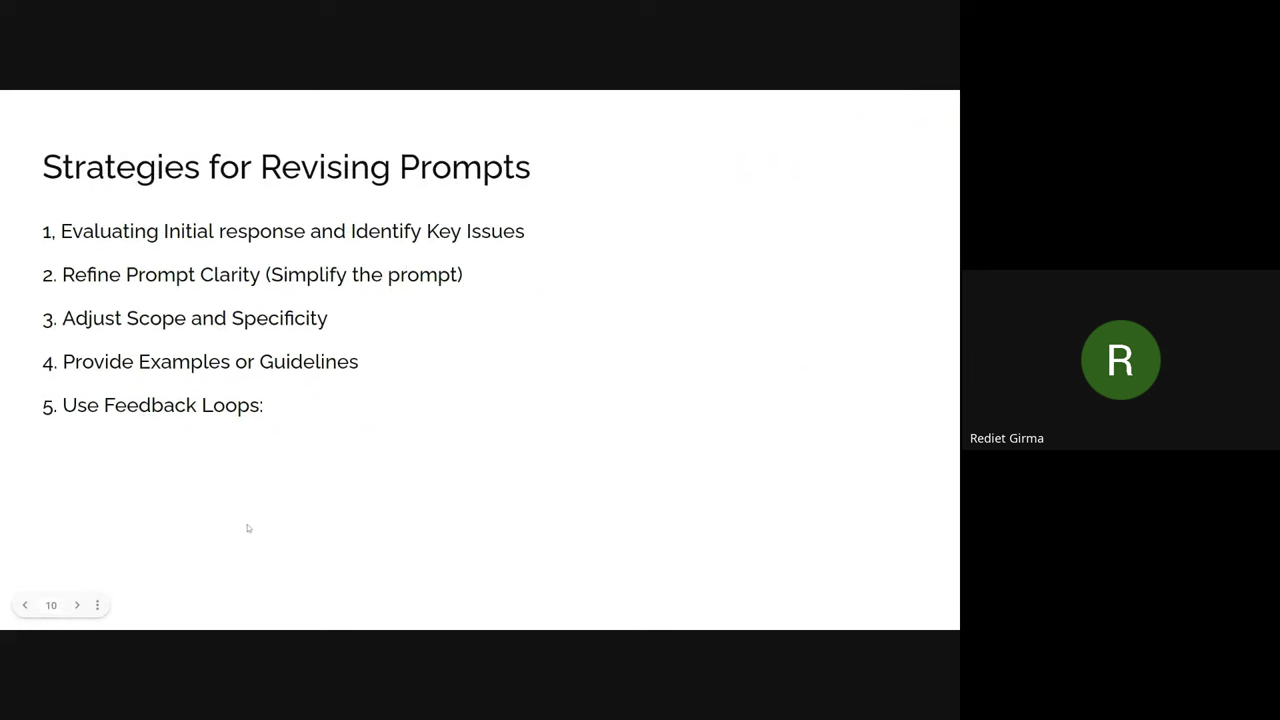 Strategies for Revising Prompts
1, Evaluating Initial response and Identify Key Issues
2. Refine Prompt Clarity (Simplify the prompt)
3. Adjust Scope and Specificity
4. Provide Examples or Guidelines
5. Use Feedback Loops:
10
R
Rediet Girma